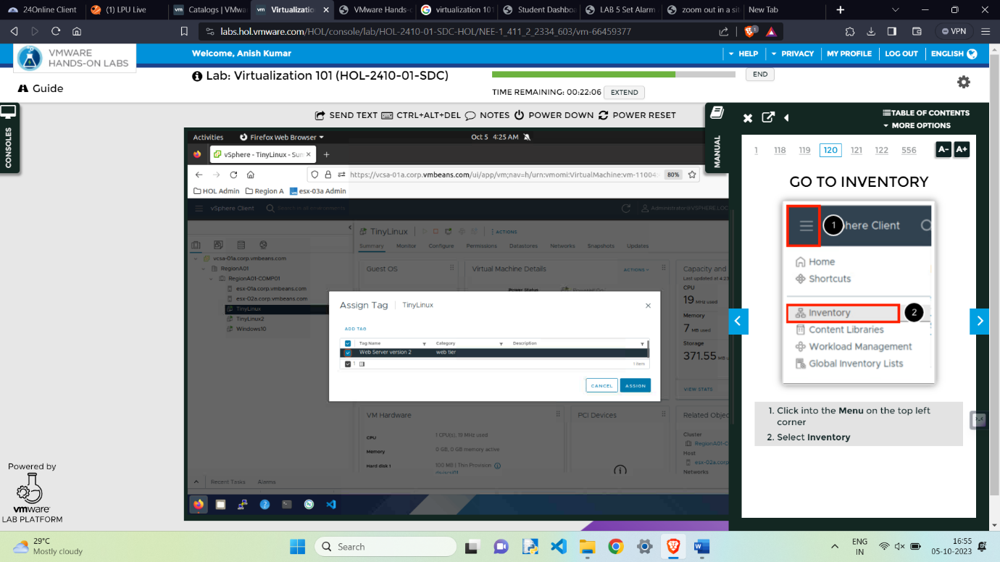 24Online Client
(1) LPU Live
Catalogs | VMwa
Virtualizatio
VMware Hands-o
virtualization 101
Student Dashboa
LAB 5 Set Alarm
zoom out in a sit
New Tab
labs.hol.vmware.com/HOL/console/lab/HOL-2410-01-SDC-HOL/NEE-1_411_2_2334_603/vm-66459377
1
VPN
VMWARE
HANDS-ON LABS
Welcome, Anish Kumar
HELP
PRIVACY
MY PROFILE
LOG OUT
ENGLISH
Guide
Lab: Virtualization 101 (HOL-2410-01-SDC)
END
TIME REMAINING: 00:22:06
EXTEND
CONSOLES
SEND TEXT
CTRL+ALT+DEL
NOTES
POWER DOWN
POWER RESET
Activities
Firefox Web Browser
Oct 5 4:25 AM
vSphere - TinyLinux - Sum
https://vcsa-01a.corp.vmbeans.com/ui/app/vm;nav=h/urn:vmomi:VirtualMachine:vm-11004:
80%
HOL Admin
Region A
esx-03a Admin
vSphere Client
Search in all environments
Administrator@VSPHERE.LOC
TinyLinux
ACTIONS
Summary
Monitor
Configure
Permissions
Datastores
Networks
Snapshots
Updates
vcsa-01a.corp.vmbeans.com
RegionA01
RegionA01-COMP01
esx-01a.corp.vmbeans.com
esx-02a.corp.vmbeans.com
TinyLinux
TinyLinux2
Windows10
Guest OS
Virtual Machine Details
ACTIONS
Capacity and
Last updated at 4:23
CPU
19 MHz used
Memory
7 MB used
Storage
371.55 MB u
VIEW STATS
Power Status
Powered On
Assign Tag
TinyLinux
ADD TAG
Tag Name
Category
Description
Web Server version 2
web tier
1
1 item
CANCEL
ASSIGN
VM Hardware
CPU
1 CPU(s), 19 MHz used
Memory
0 GB, 0 GB memory active
Hard disk 1
100 MB | Thin Provision
PCI Devices
Related Objec
Cluster
RegionA01-C
Host
esx-02a.corp
Networks
Recent Tasks
Alarms
MANUAL
TABLE OF CONTENTS
MORE OPTIONS
1
118
119
120
121
122
556
A-
A+
GO TO INVENTORY
1
here Client
Home
Shortcuts
Inventory
2
Content Libraries
Workload Management
Global Inventory Lists
1. Click into the Menu on the top left
corner
2. Select Inventory
Powered by
vmware
LAB PLATFORM
29°C
Mostly cloudy
Search
ENG
IN
16:55
05-10-2023